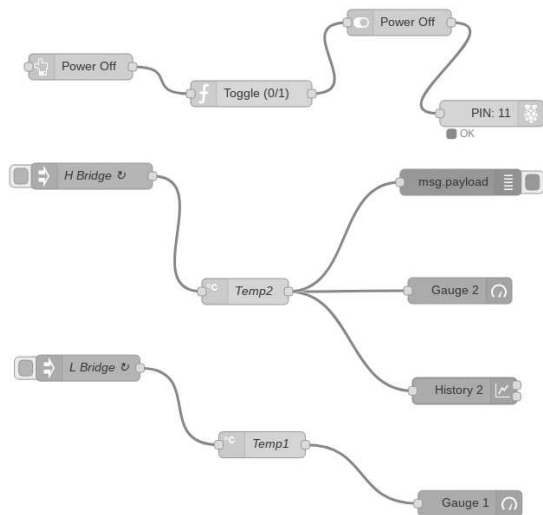 Power Off
Power Off
Toggle (0/1)
PIN: 11
OK
H Bridge ↻
msg.payload
°C
Temp2
Gauge 2
L Bridge ↻
History 2
°C
Temp1
Gauge 1